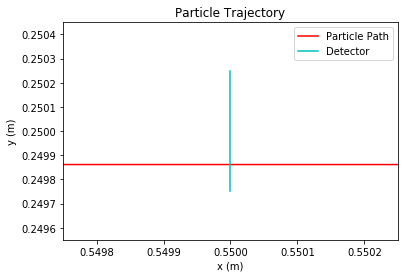 Particle Trajectory
Particle Path
Detector
y (m)
0.2504
0.2503
0.2502
0.2501
0.2500
0.2499
0.2498
0.2497
0.2496
0.5498 0.5499 0.5500 0.5501 0.5502
x (m)